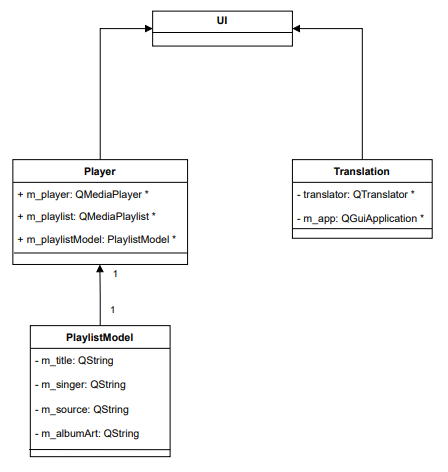 UI
Player
+ m_player: QMediaPlayer *
+ m_playlist: QMediaPlaylist *
+ m_playlistModel: PlaylistModel *
Translation
- translator: QTranslator *
- m_app: QGuiApplication *
1
1
PlaylistModel
- m_title: QString
- m_singer: QString
- m_source: QString
- m_albumArt: QString